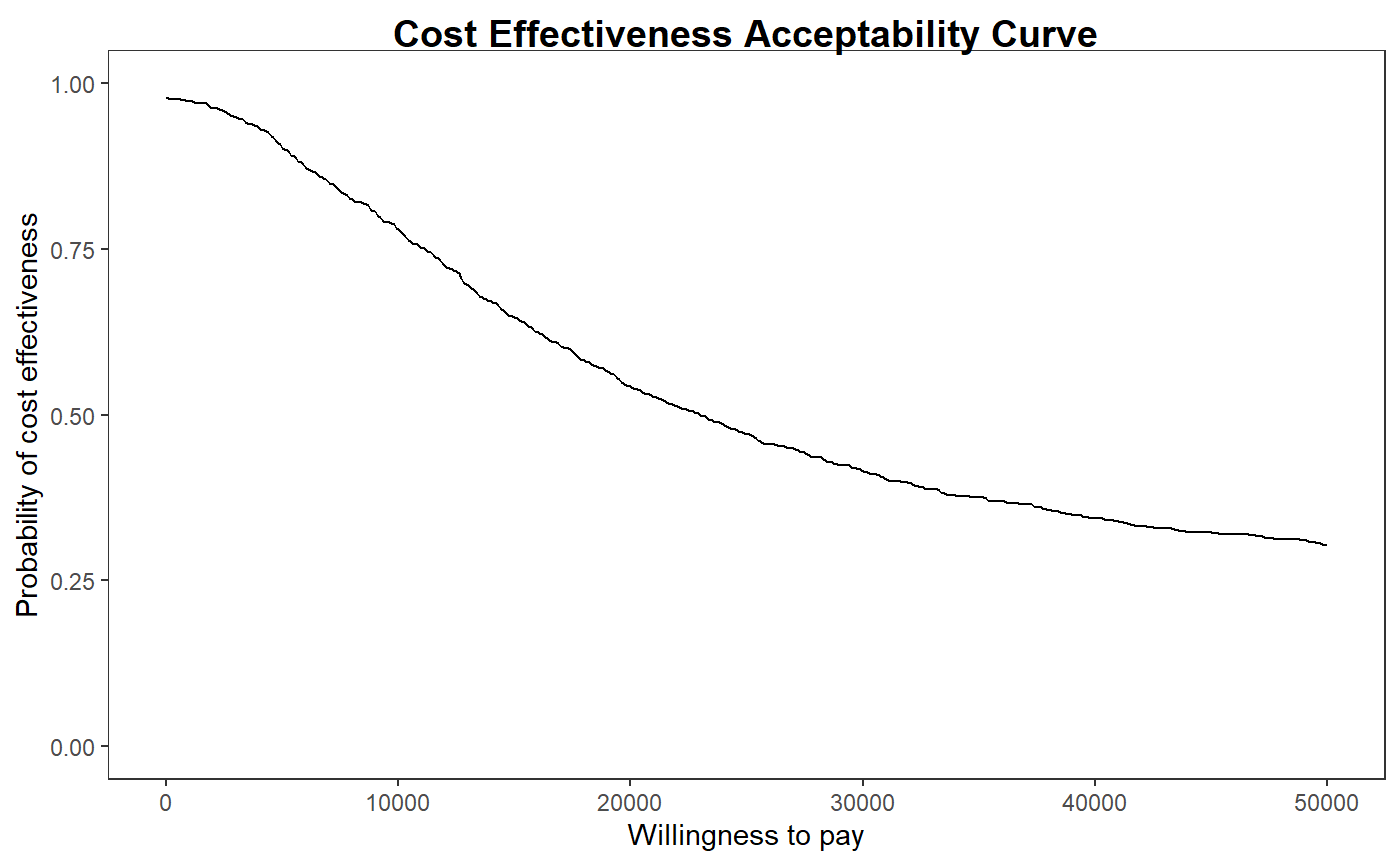 Cost Effectiveness Acceptability Curve
Probability of cost effectiveness
1.00
0.75
0.50
0.25
0.00
0 10000 20000 30000 40000 50000
Willingness to pay